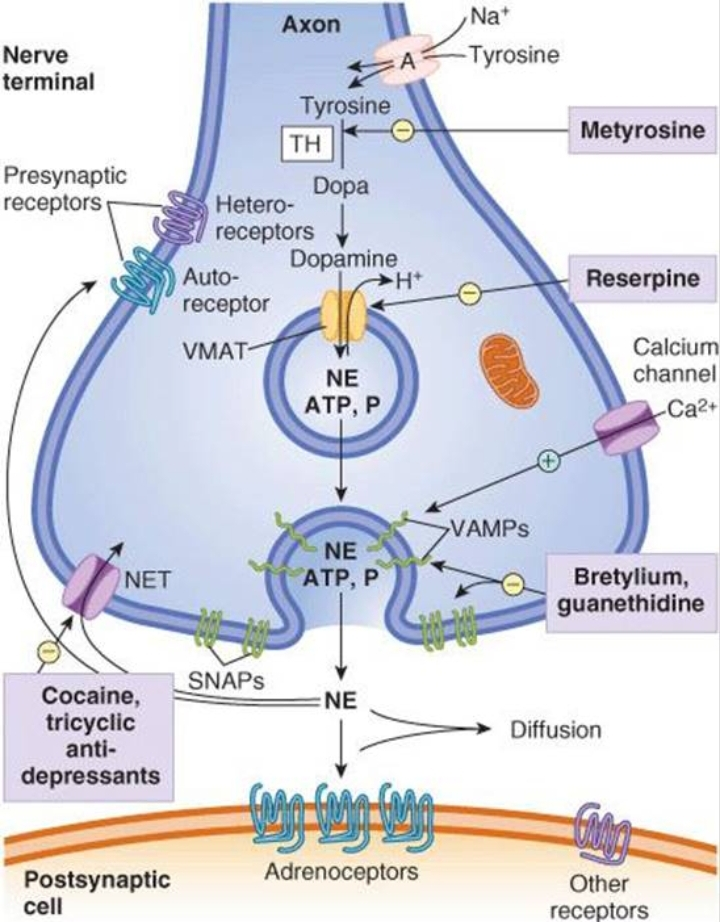 Axon
Na⁺
Tyrosine
A
Nerve
terminal
Tyrosine
TH
Metyrosine
Dopa
Presynaptic
receptors
Hetero-
receptors
Dopamine
H⁺
Auto-
receptor
Reserpine
VMAT
Calcium
channel
Ca²⁺
NE
ATP, P
VAMPs
NE
ATP, P
NET
Bretylium,
guanethidine
SNAPs
Cocaine,
tricyclic
anti-
depressants
NE
Diffusion
Adrenoceptors
Postsynaptic
cell
Other
receptors